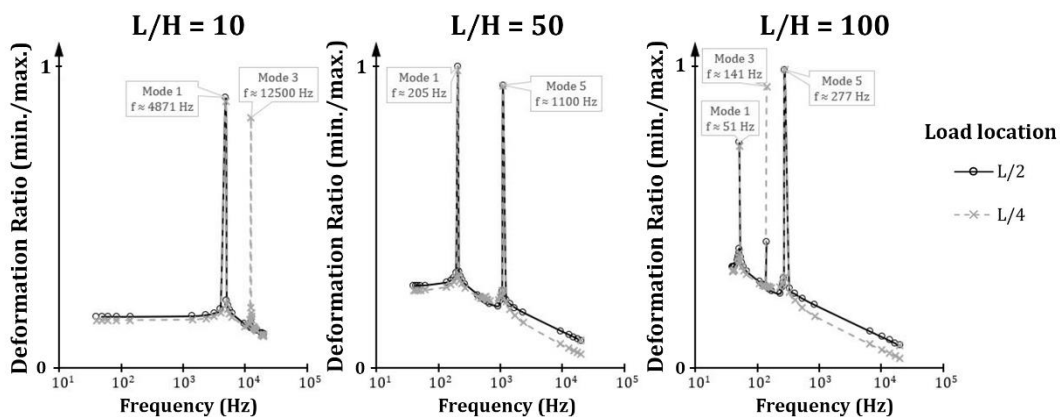 L/H = 10
Deformation Ratio (min./max.)
1
0
Mode 1
f ≈ 4871 Hz
Mode 3
f ≈ 12500 Hz
10¹ 10² 10³ 10⁴ 10⁵
Frequency (Hz)
L/H = 50
Deformation Ratio (min./max.)
1
0
Mode 1
f ≈ 205 Hz
Mode 5
f ≈ 1100 Hz
10¹ 10² 10³ 10⁴ 10⁵
Frequency (Hz)
L/H = 100
Deformation Ratio (min./max.)
1
0
Mode 3
f ≈ 141 Hz
Mode 1
f ≈ 51 Hz
Mode 5
f ≈ 277 Hz
10¹ 10² 10³ 10⁴ 10⁵
Frequency (Hz)
Load location
L/2
L/4